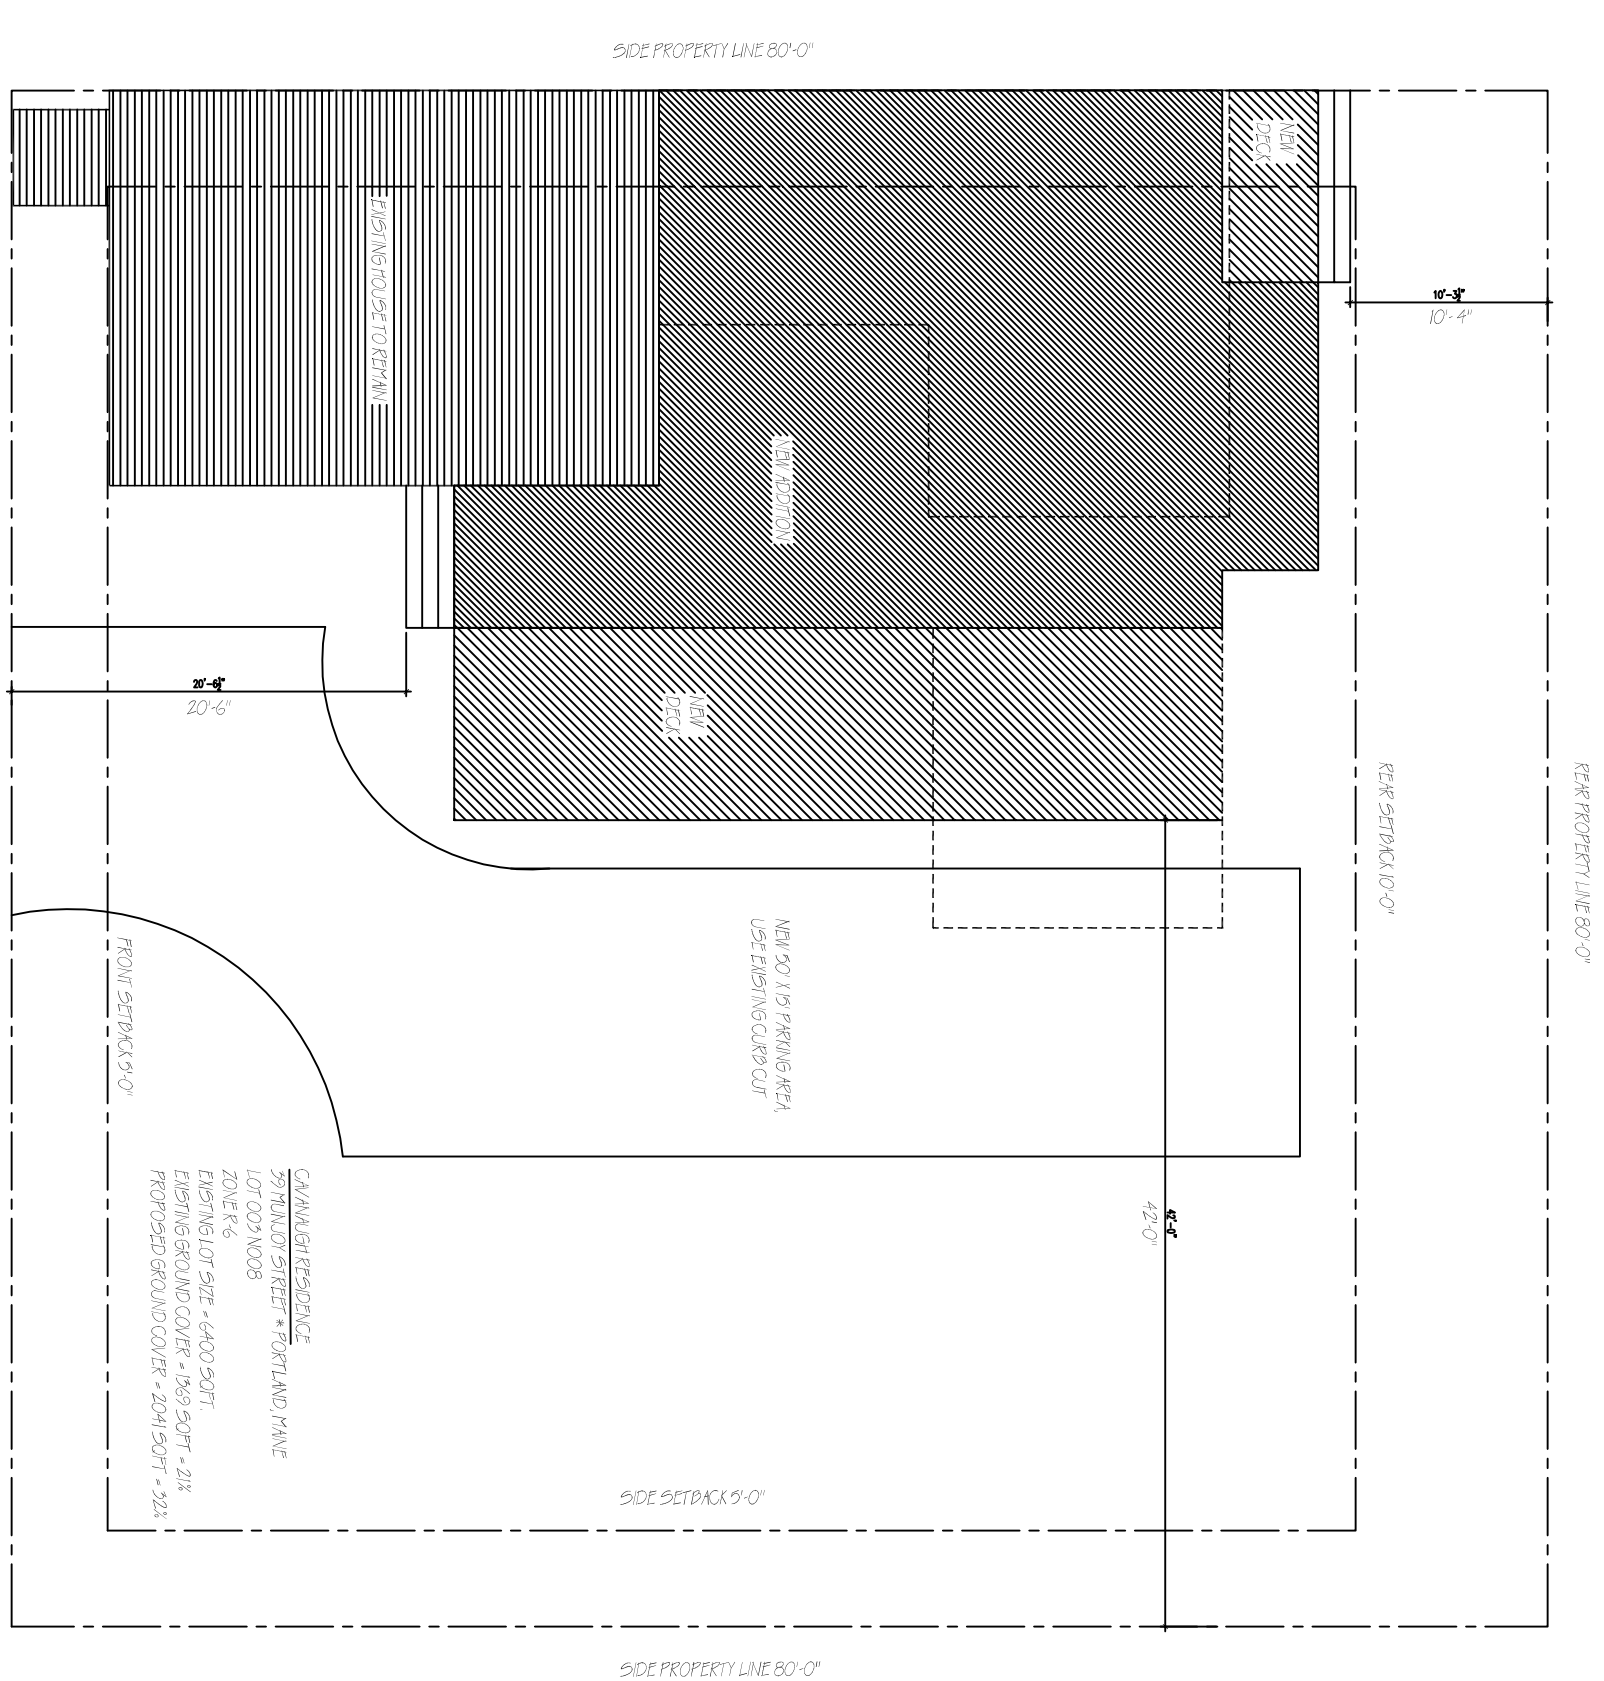 SIDE PROPERTY LINE 80'-0"
NEW
DECK
EXISTING HOUSE TO REMAIN
10'-3½"
10'-4"
NEW ADDITION
20'-6½"
20'-6"
NEW
DECK
REAR SETBACK 10'-0"
REAR PROPERTY LINE 80'-0"
FRONT SETBACK 5'-0"
NEW 50' X 15' PARKING AREA,
USE EXISTING CURB CUT
42'-0"
42'-0"
CAVANAUGH RESIDENCE
39 MUNJOY STREET * PORTLAND, MAINE
LOT 003 N008
ZONE R-6
EXISTING LOT SIZE = 6400 SQFT.
EXISTING GROUND COVER = 1369 SQFT = 21%
PROPOSED GROUND COVER = 2041 SQFT = 32%
SIDE SETBACK 5'-0"
SIDE PROPERTY LINE 80'-0"